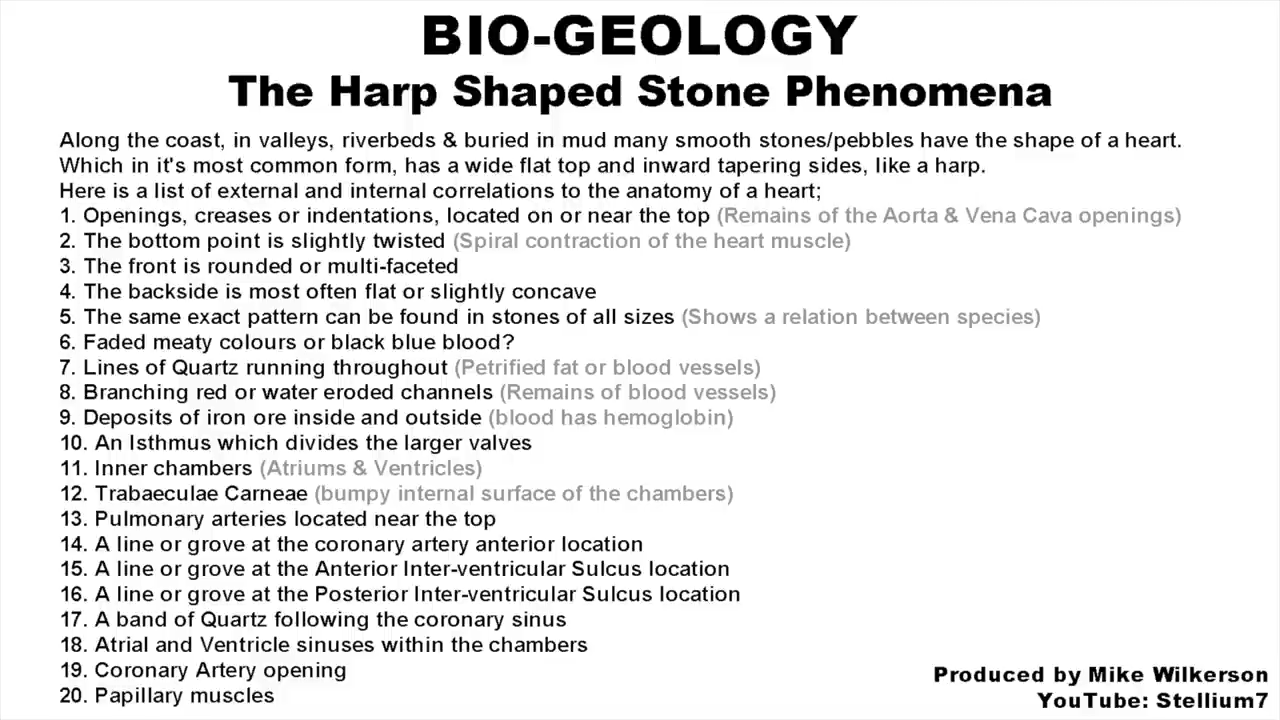 BIO-GEOLOGY
The Harp Shaped Stone Phenomena
Along the coast, in valleys, riverbeds & buried in mud many smooth stones/pebbles have the shape of a heart.
Which in it's most common form, has a wide flat top and inward tapering sides, like a harp.
Here is a list of external and internal correlations to the anatomy of a heart;
1. Openings, creases or indentations, located on or near the top (Remains of the Aorta & Vena Cava openings)
2. The bottom point is slightly twisted (Spiral contraction of the heart muscle)
3. The front is rounded or multi-faceted
4. The backside is most often flat or slightly concave
5. The same exact pattern can be found in stones of all sizes (Shows a relation between species)
6. Faded meaty colours or black blue blood?
7. Lines of Quartz running throughout (Petrified fat or blood vessels)
8. Branching red or water eroded channels (Remains of blood vessels)
9. Deposits of iron ore inside and outside (blood has hemoglobin)
10. An Isthmus which divides the larger valves
11. Inner chambers (Atriums & Ventricles)
12. Trabaeculae Carneae (bumpy internal surface of the chambers)
13. Pulmonary arteries located near the top
14. A line or grove at the coronary artery anterior location
15. A line or grove at the Anterior Inter-ventricular Sulcus location
16. A line or grove at the Posterior Inter-ventricular Sulcus location
17. A band of Quartz following the coronary sinus
18. Atrial and Ventricle sinuses within the chambers
19. Coronary Artery opening
20. Papillary muscles
Produced by Mike Wilkerson
YouTube: Stellium7